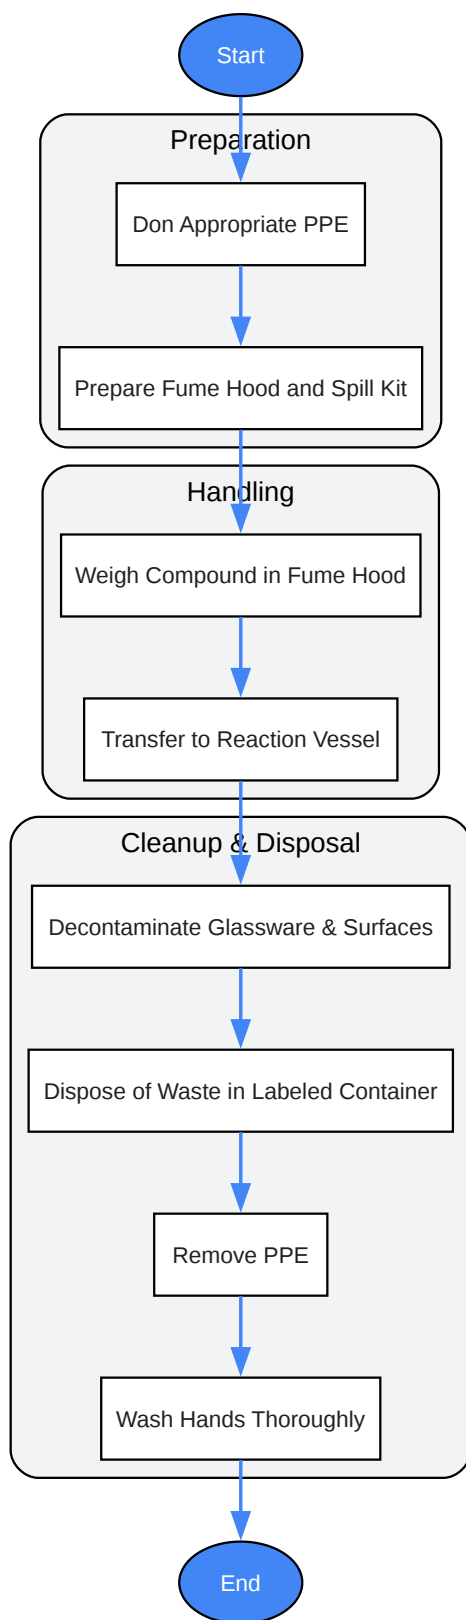 Start
Preparation
Don Appropriate PPE
Prepare Fume Hood and Spill Kit
Handling
Weigh Compound in Fume Hood
Transfer to Reaction Vessel
Cleanup & Disposal
Decontaminate Glassware & Surfaces
Dispose of Waste in Labeled Container
Remove PPE
Wash Hands Thoroughly
End